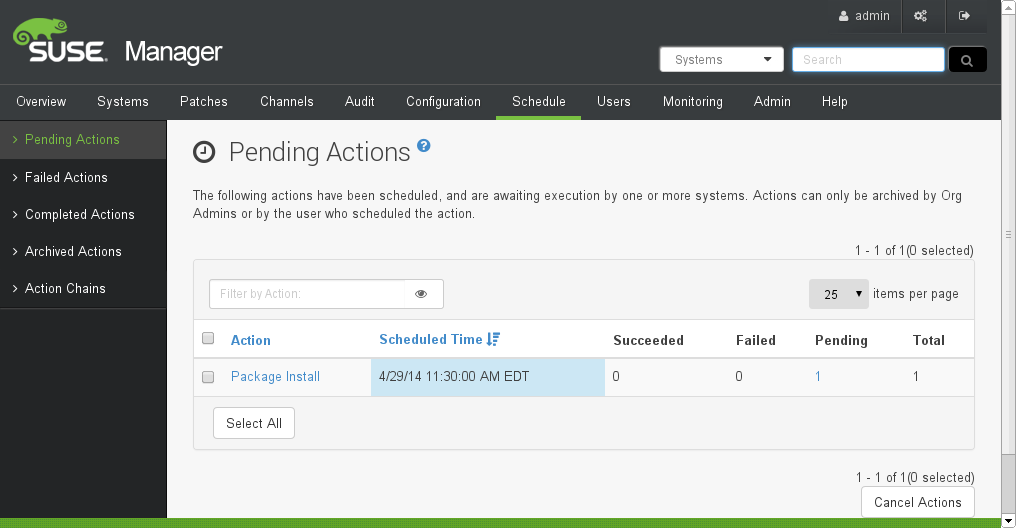 admin
SUSE. Manager
Systems
Search
Overview Systems Patches Channels Audit Configuration Schedule Users Monitoring Admin Help
Pending Actions
Failed Actions
Completed Actions
Archived Actions
Action Chains
Pending Actions ?
The following actions have been scheduled, and are awaiting execution by one or more systems. Actions can only be archived by Org
Admins or by the user who scheduled the action.
1 - 1 of 1(0 selected)
Filter by Action:
25 items per page
Action Scheduled Time Succeeded Failed Pending Total
Package Install 4/29/14 11:30:00 AM EDT 0 0 1 1
Select All
1 - 1 of 1(0 selected)
Cancel Actions